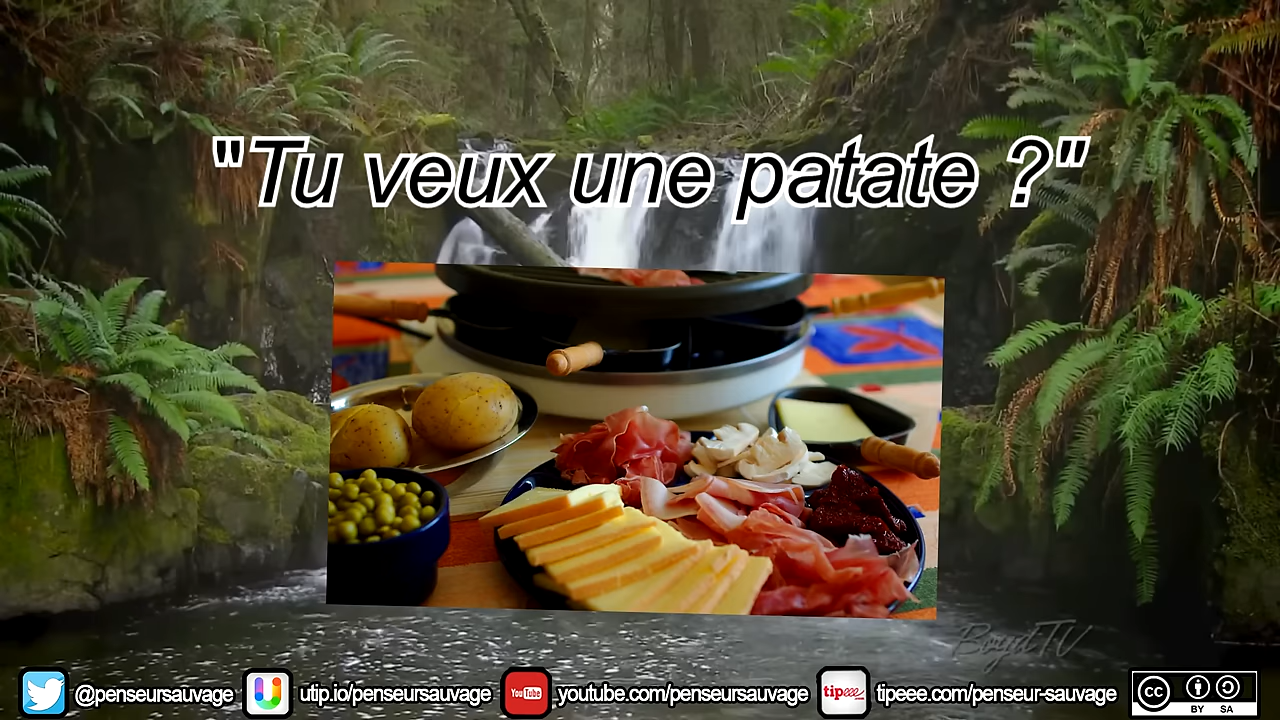 "Tu veux une patate ?"
BoydTV
@penseursauvage
utip.io/penseursauvage
YouTube
youtube.com/penseursauvage
tipeee
tipeee.com/penseur-sauvage
cc
BY SA